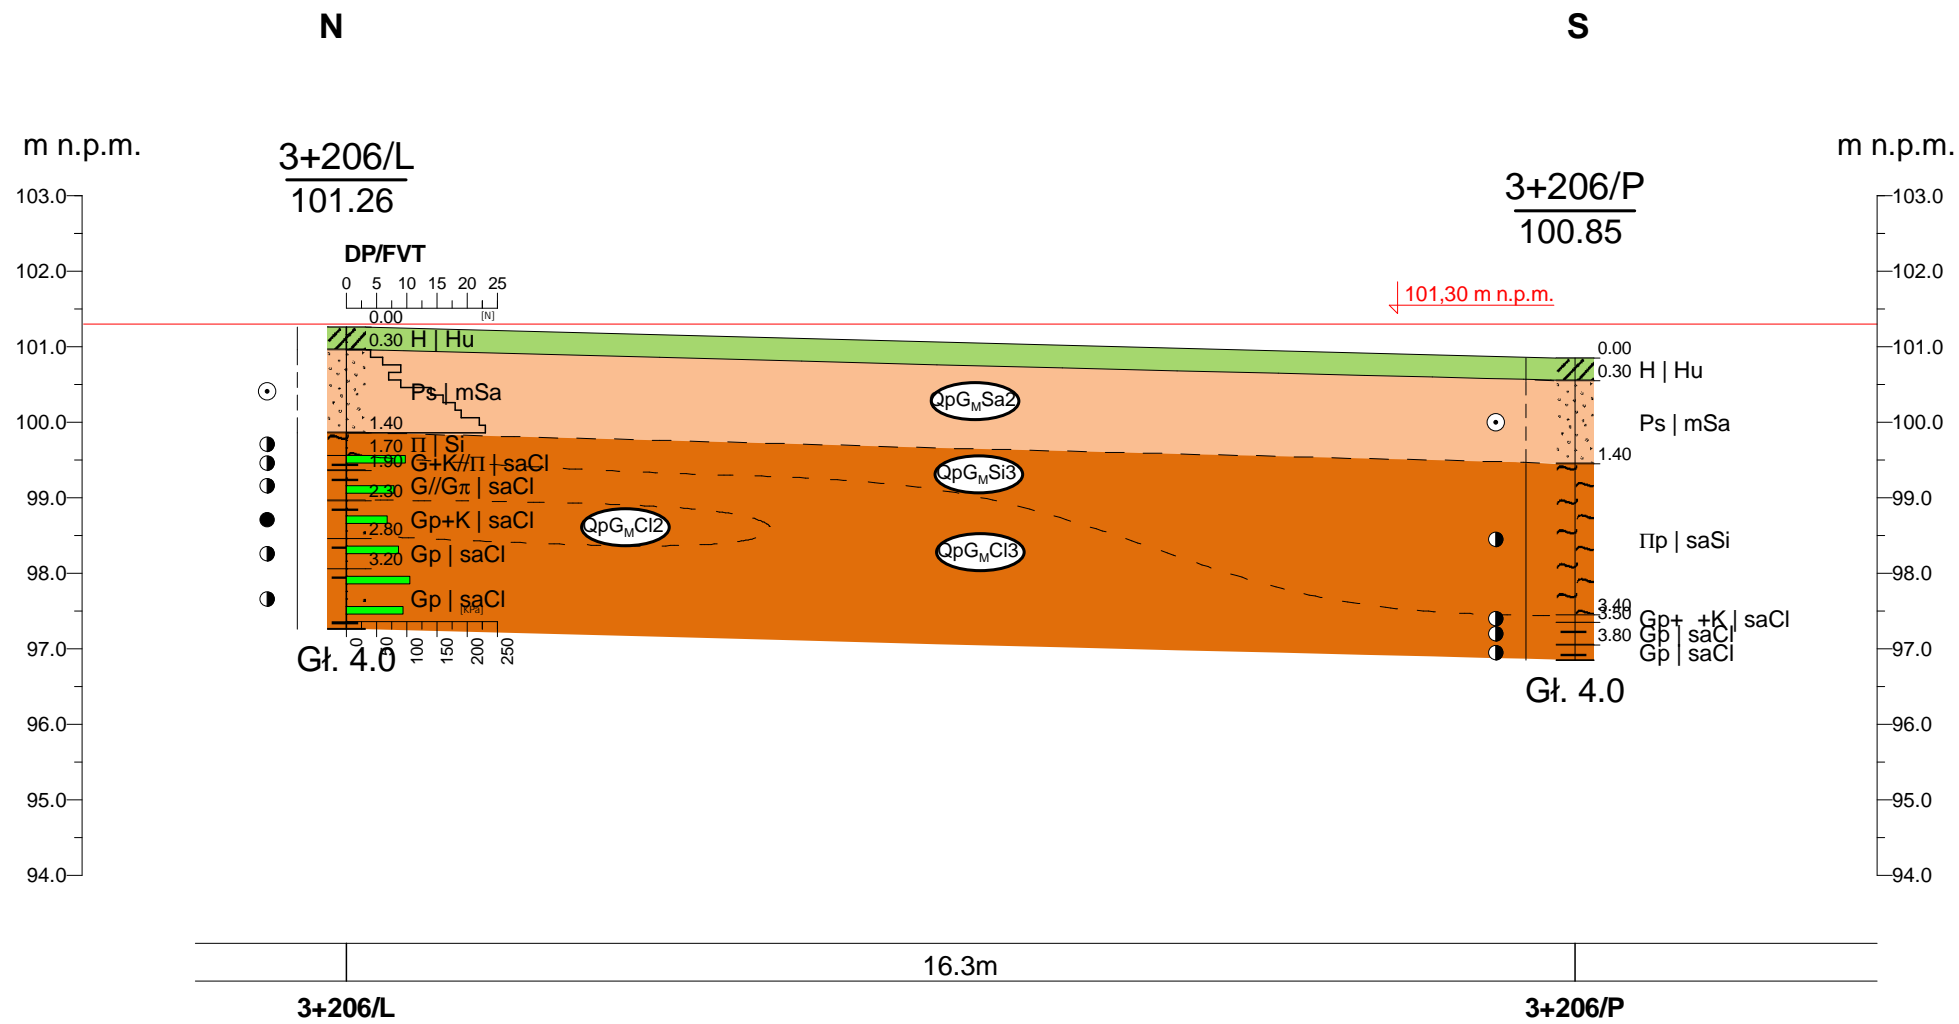 N
S
m n.p.m.
m n.p.m.
3+206/L
101.26
3+206/P
100.85
DP/FVT
0 5 10 15 20 25
[N]
101,30 m n.p.m.
103.0
102.0
101.0
100.0
99.0
98.0
97.0
96.0
95.0
94.0
0.00
0.30 H | Hu
Ps | mSa
1.40
1.70 Π | Si
1.90 G+K//Π | saCl
G//Gπ | saCl
2.30
Gp+K | saCl
2.80
Gp | saCl
3.20
Gp | saCl
[KPa]
0 50 100 150 200 250
Gł. 4.0
QpG_MSa2
QpG_MSi3
QpG_MCl2
QpG_MCl3
0.00
0.30 H | Hu
Ps | mSa
1.40
Πp | saSi
3.40
3.50
Gp+ +K | saCl
3.80 Gp | saCl
Gp | saCl
Gł. 4.0
103.0
102.0
101.0
100.0
99.0
98.0
97.0
96.0
95.0
94.0
16.3m
3+206/L
3+206/P